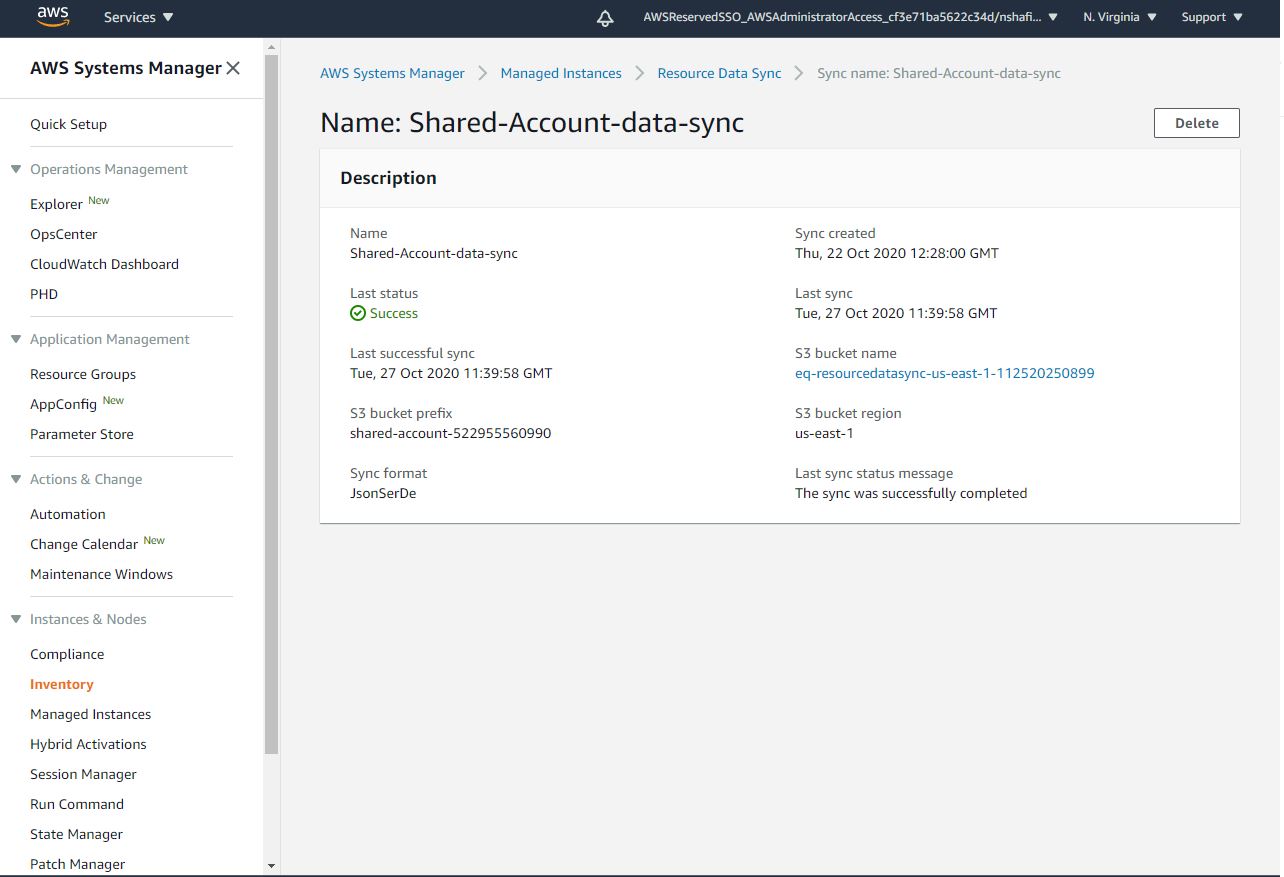 aws Services AWSReservedSSO_AWSAdministratorAccess_cf3e71ba5622c34d/nshafi... N. Virginia Support
AWS Systems Manager
Quick Setup
Operations Management
Explorer New
OpsCenter
CloudWatch Dashboard
PHD
Application Management
Resource Groups
AppConfig New
Parameter Store
Actions & Change
Automation
Change Calendar New
Maintenance Windows
Instances & Nodes
Compliance
Inventory
Managed Instances
Hybrid Activations
Session Manager
Run Command
State Manager
Patch Manager
AWS Systems Manager Managed Instances Resource Data Sync Sync name: Shared-Account-data-sync
Name: Shared-Account-data-sync
Delete
Description
Name
Shared-Account-data-sync
Sync created
Thu, 22 Oct 2020 12:28:00 GMT
Last status
Success
Last sync
Tue, 27 Oct 2020 11:39:58 GMT
Last successful sync
Tue, 27 Oct 2020 11:39:58 GMT
S3 bucket name
eq-resourcedatasync-us-east-1-112520250899
S3 bucket prefix
shared-account-522955560990
S3 bucket region
us-east-1
Sync format
JsonSerDe
Last sync status message
The sync was successfully completed